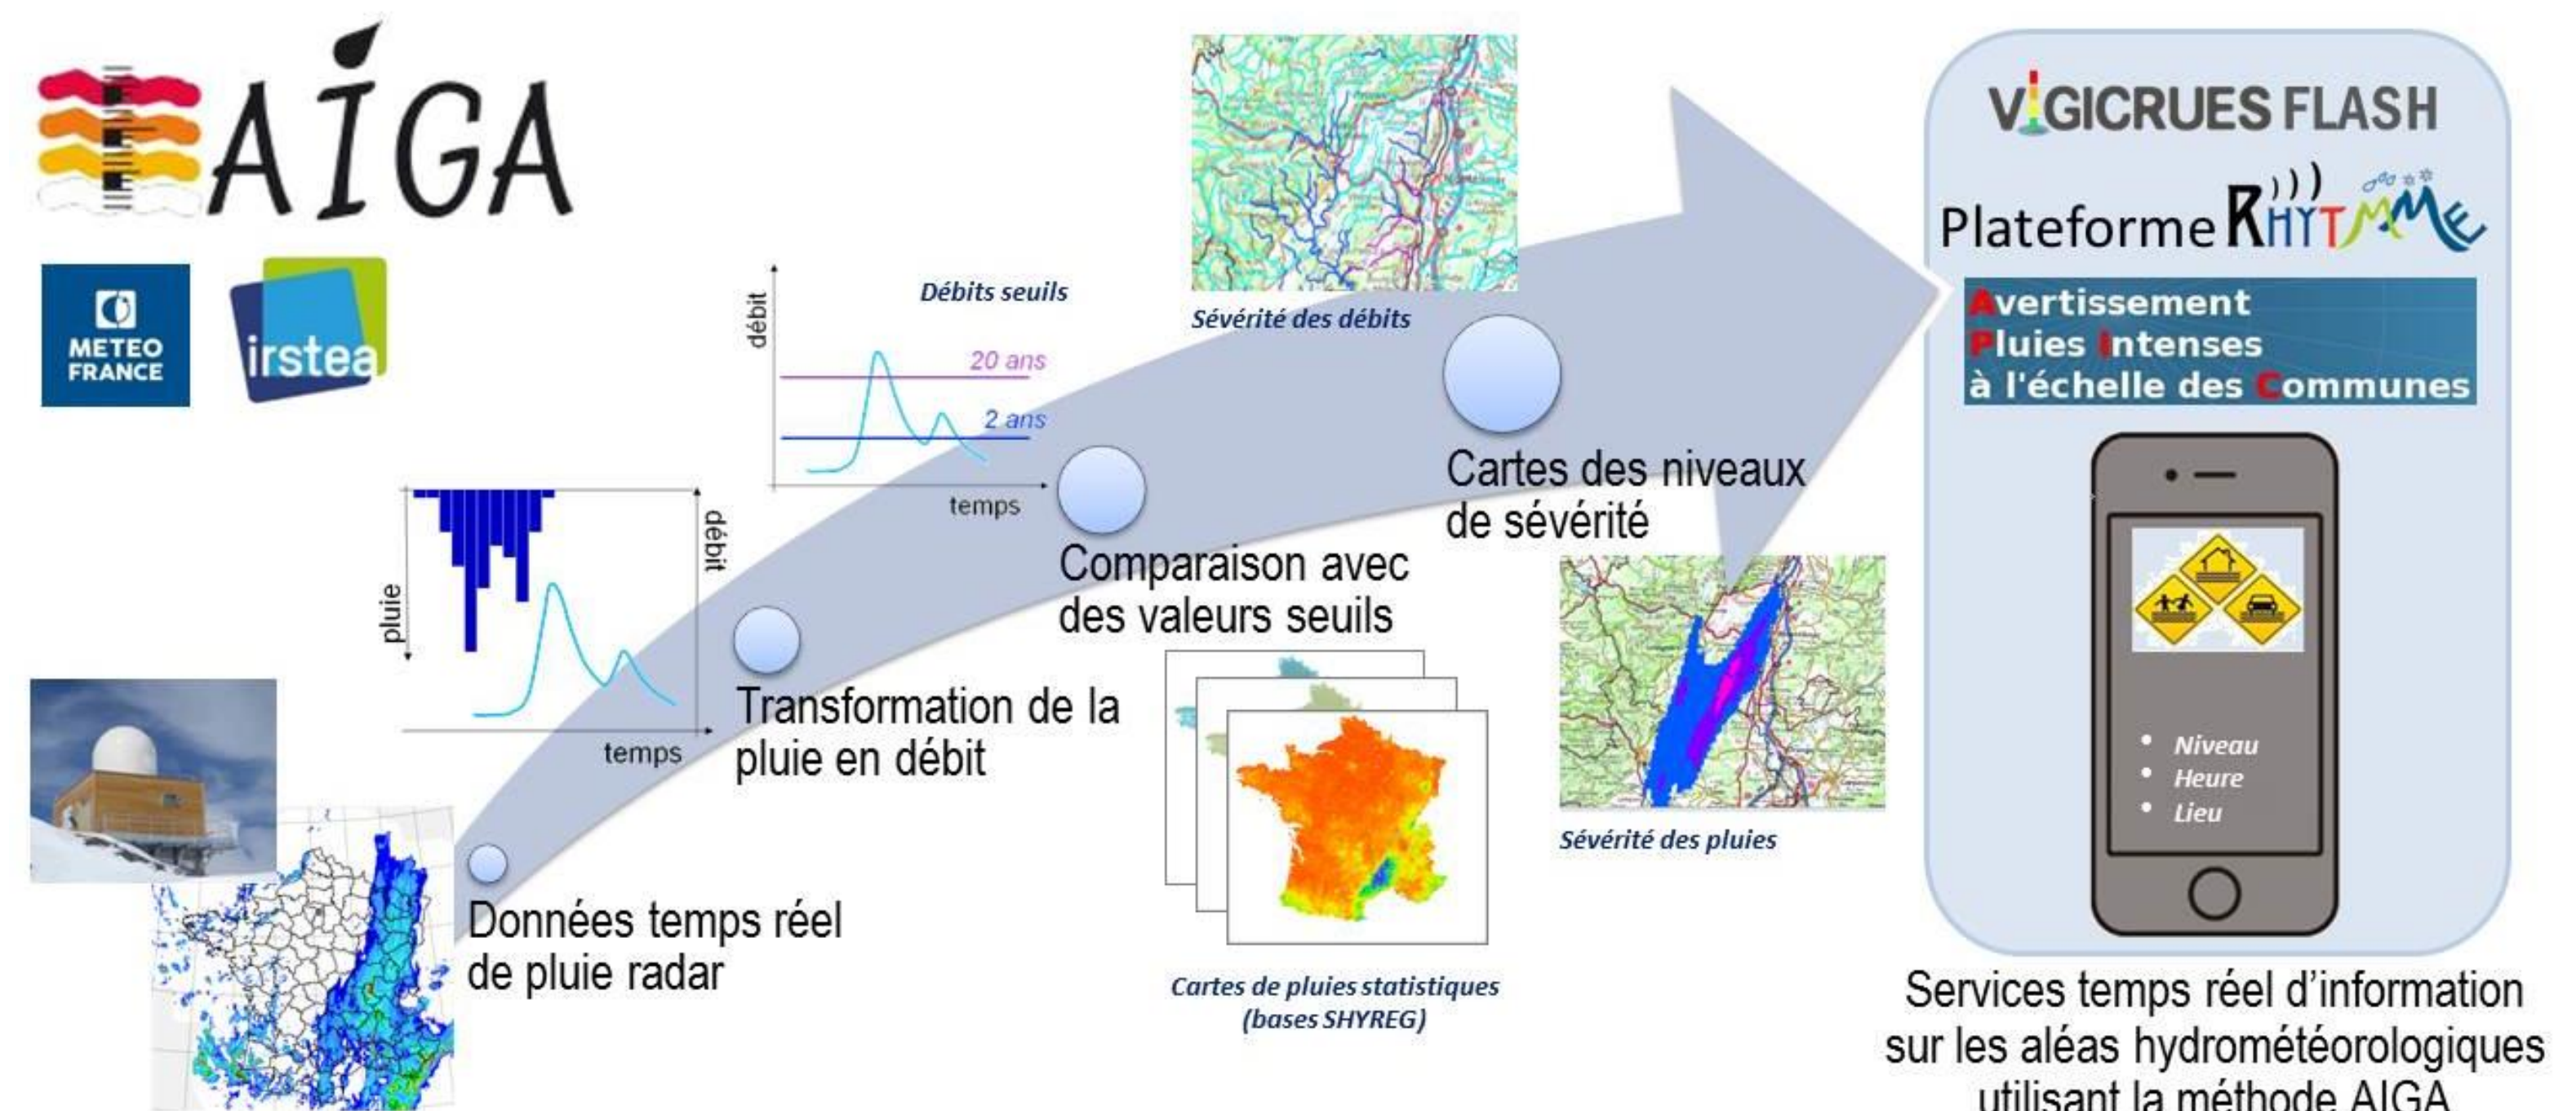 AIGA
METEO
FRANCE
irstea
pluie
débit
temps
débit
Débits seuils
20 ans
2 ans
temps
Sévérité des débits
Données temps réel
de pluie radar
Transformation de la
pluie en débit
Comparaison avec
des valeurs seuils
Cartes des niveaux
de sévérité
Cartes de pluies statistiques
(bases SHYREG)
Sévérité des pluies
VIGICRUES FLASH
Plateforme RHYTMME
Avertissement
Pluies Intenses
à l'échelle des Communes
• Niveau
• Heure
• Lieu
Services temps réel d'information
sur les aléas hydrométéorologiques
utilisant la méthode AIGA